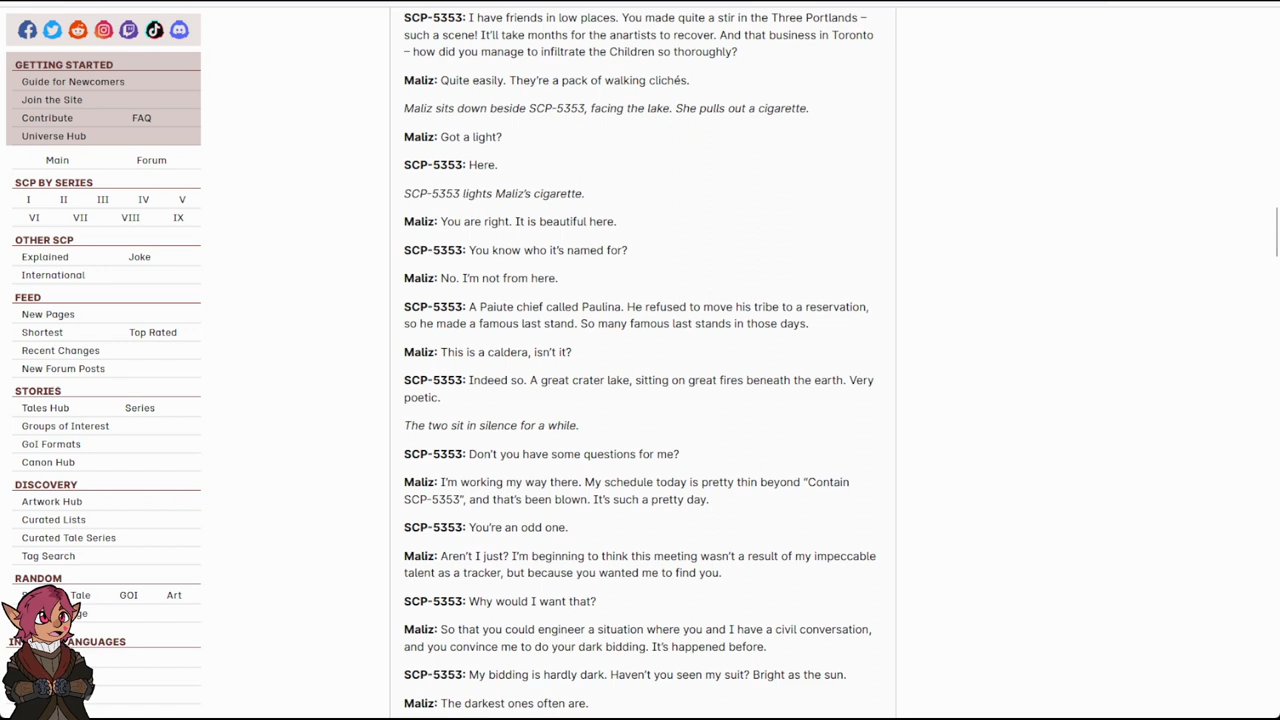 GETTING STARTED
Guide for Newcomers
Join the Site
Contribute FAQ
Universe Hub
Main Forum
SCP BY SERIES
I II III IV V
VI VII VIII IX
OTHER SCP
Explained Joke
International
FEED
New Pages
Shortest Top Rated
Recent Changes
New Forum Posts
STORIES
Tales Hub Series
Groups of Interest
GoI Formats
Canon Hub
DISCOVERY
Artwork Hub
Curated Lists
Curated Tale Series
Tag Search
RANDOM
Tale GOI Art
LANGUAGES
SCP-5353: I have friends in low places. You made quite a stir in the Three Portlands –
such a scene! It'll take months for the anartists to recover. And that business in Toronto
– how did you manage to infiltrate the Children so thoroughly?
Maliz: Quite easily. They're a pack of walking clichés.
Maliz sits down beside SCP-5353, facing the lake. She pulls out a cigarette.
Maliz: Got a light?
SCP-5353: Here.
SCP-5353 lights Maliz's cigarette.
Maliz: You are right. It is beautiful here.
SCP-5353: You know who it's named for?
Maliz: No. I'm not from here.
SCP-5353: A Paiute chief called Paulina. He refused to move his tribe to a reservation,
so he made a famous last stand. So many famous last stands in those days.
Maliz: This is a caldera, isn't it?
SCP-5353: Indeed so. A great crater lake, sitting on great fires beneath the earth. Very
poetic.
The two sit in silence for a while.
SCP-5353: Don't you have some questions for me?
Maliz: I'm working my way there. My schedule today is pretty thin beyond "Contain
SCP-5353", and that's been blown. It's such a pretty day.
SCP-5353: You're an odd one.
Maliz: Aren't I just? I'm beginning to think this meeting wasn't a result of my impeccable
talent as a tracker, but because you wanted me to find you.
SCP-5353: Why would I want that?
Maliz: So that you could engineer a situation where you and I have a civil conversation,
and you convince me to do your dark bidding. It's happened before.
SCP-5353: My bidding is hardly dark. Haven't you seen my suit? Bright as the sun.
Maliz: The darkest ones often are.